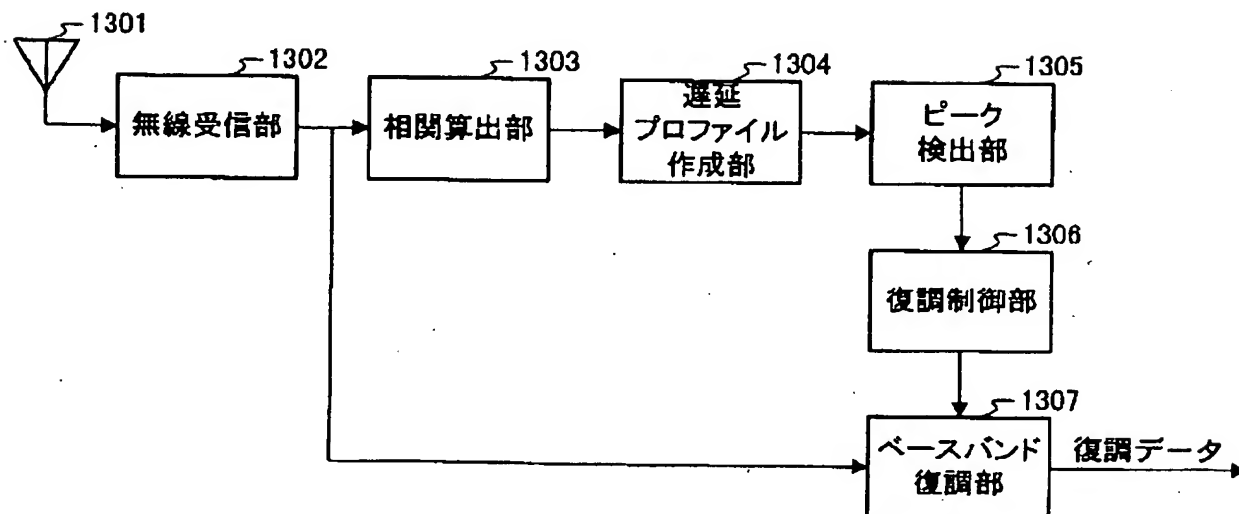 1301
1302
1303
1304
1305
無線受信部
相関算出部
遅延
プロファイル
作成部
ピーク
検出部
1306
復調制御部
1307
ベースバンド
復調部
復調データ